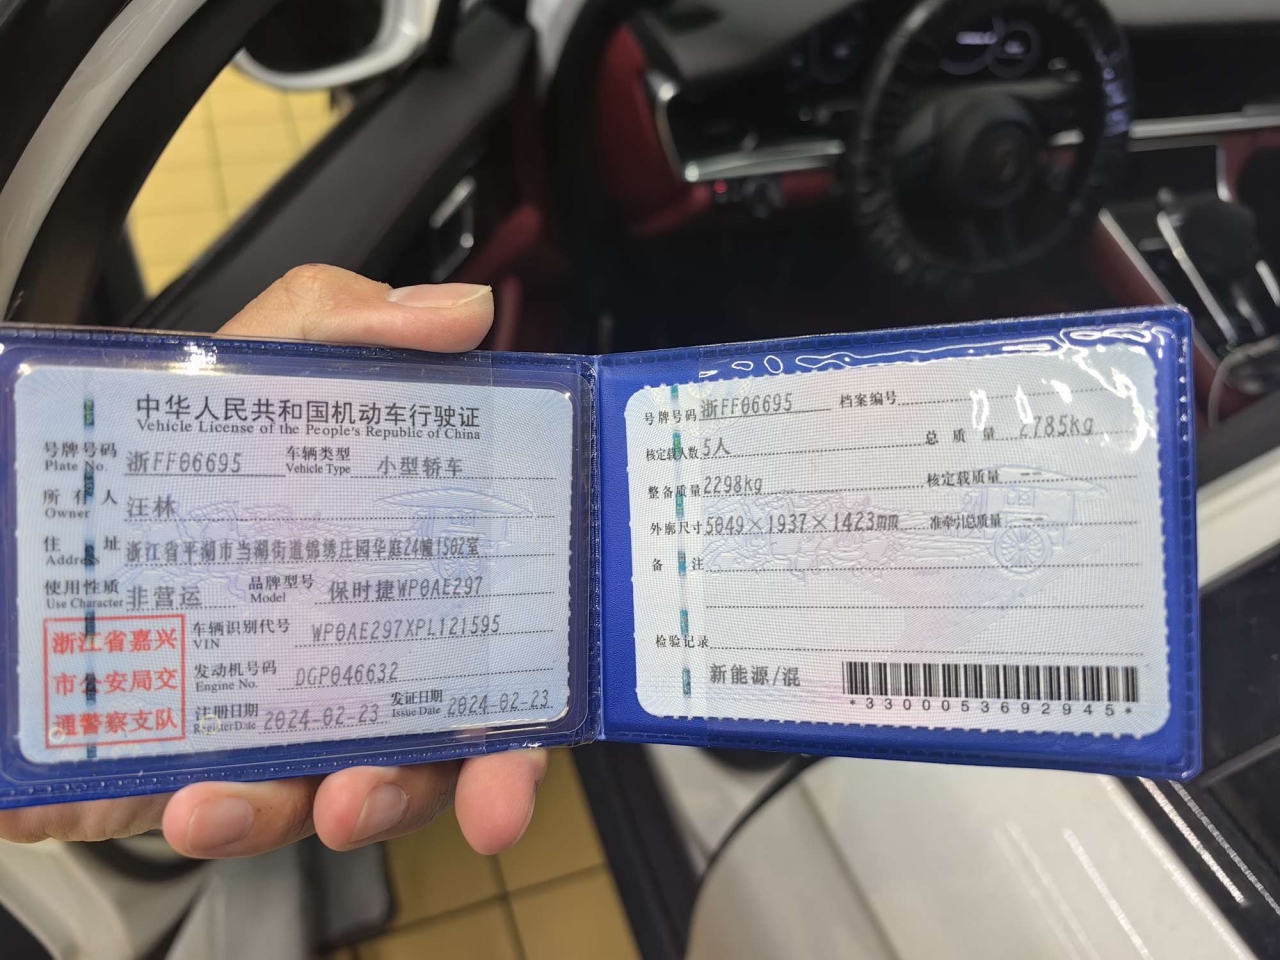 中华人民共和国机动车行驶证
Vehicle License of the People's Republic of China
号牌号码 浙FF06695 车辆类型 小型轿车
Plate No. Vehicle Type
所有人 汪林
Owner
住址 浙江省平湖市当湖街道锦绣庄园华庭24幢1502室
Address
使用性质 非营运 品牌型号 保时捷WP0AE297
Use Character Model
浙江省嘉兴
市公安局交
通警察支队
车辆识别代号 WP0AE297XPL121595
VIN
发动机号码 DGP046632
Engine No.
注册日期 2024-02-23 发证日期 2024-02-23
Register Date Issue Date
号牌号码 浙FF06695 档案编号
核定载人数 5人 总质量 2785kg
整备质量 2298kg 核定载质量 --
外廓尺寸 5049×1937×1423mm 准牵引总质量 --
备注
检验记录
新能源/混
*3300053692945*